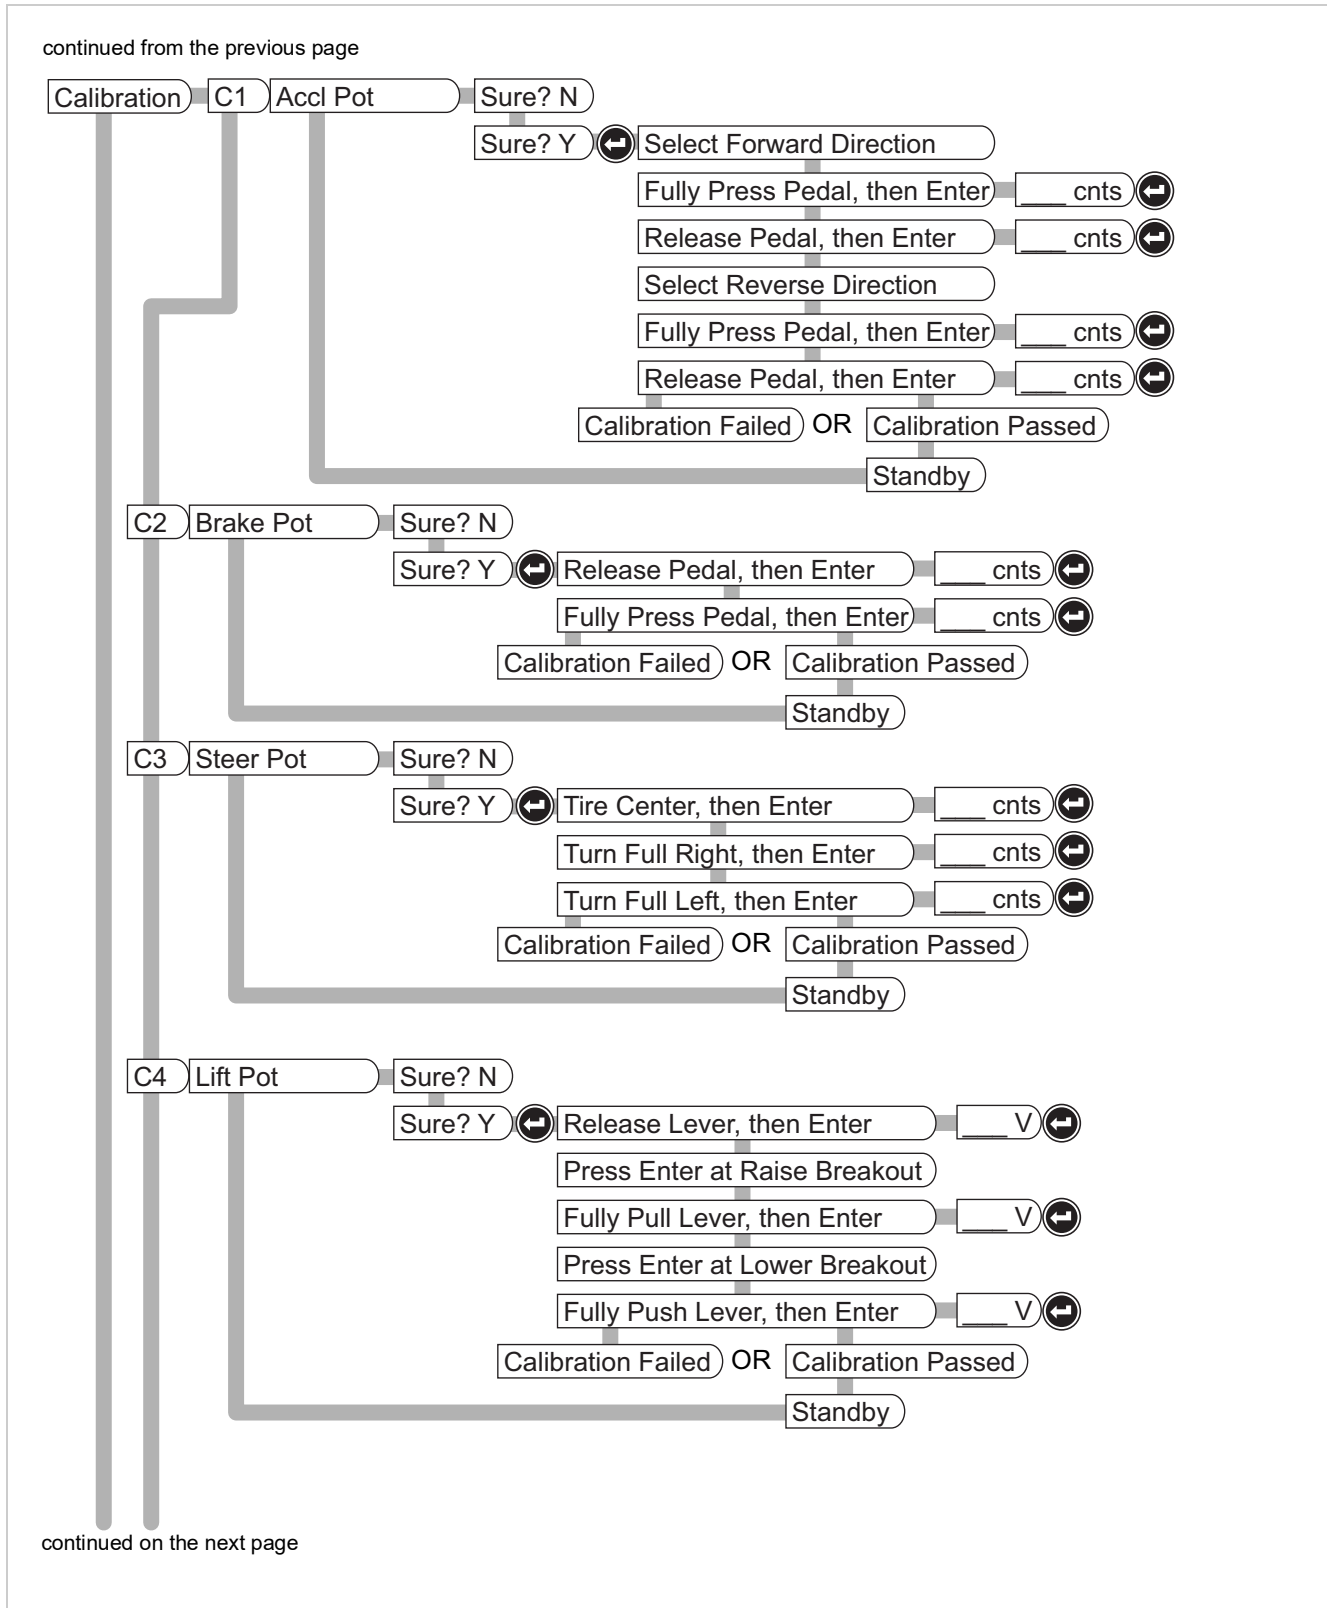 continued from the previous page
Calibration C1 Accl Pot Sure? N
Sure? Y Select Forward Direction
Fully Press Pedal, then Enter ___ cnts
Release Pedal, then Enter ___ cnts
Select Reverse Direction
Fully Press Pedal, then Enter ___ cnts
Release Pedal, then Enter ___ cnts
Calibration Failed OR Calibration Passed
Standby
C2 Brake Pot Sure? N
Sure? Y Release Pedal, then Enter ___ cnts
Fully Press Pedal, then Enter ___ cnts
Calibration Failed OR Calibration Passed
Standby
C3 Steer Pot Sure? N
Sure? Y Tire Center, then Enter ___ cnts
Turn Full Right, then Enter ___ cnts
Turn Full Left, then Enter ___ cnts
Calibration Failed OR Calibration Passed
Standby
C4 Lift Pot Sure? N
Sure? Y Release Lever, then Enter ___ V
Press Enter at Raise Breakout
Fully Pull Lever, then Enter ___ V
Press Enter at Lower Breakout
Fully Push Lever, then Enter ___ V
Calibration Failed OR Calibration Passed
Standby
continued on the next page